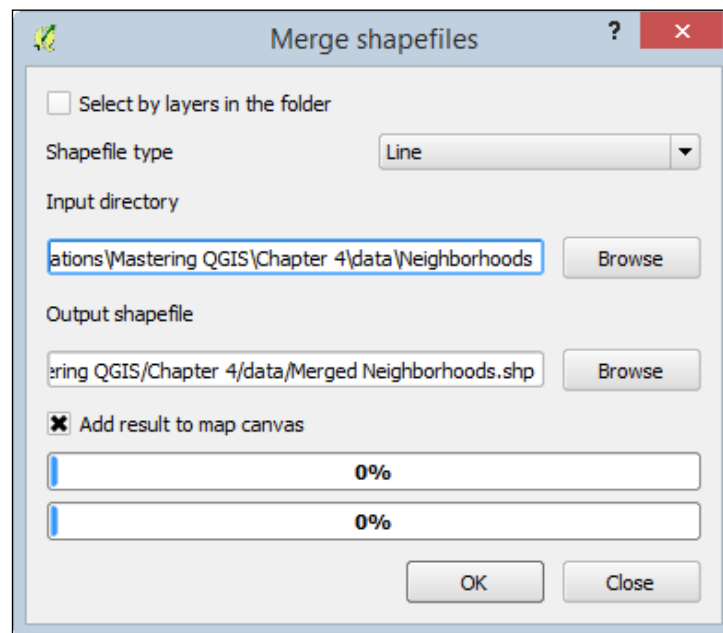 Merge shapefiles
?
×
Select by layers in the folder
Shapefile type
Line
Input directory
ations\Mastering QGIS\Chapter 4\data\Neighborhoods
Browse
Output shapefile
ring QGIS/Chapter 4/data/Merged Neighborhoods.shp
Browse
Add result to map canvas
0%
0%
OK
Close